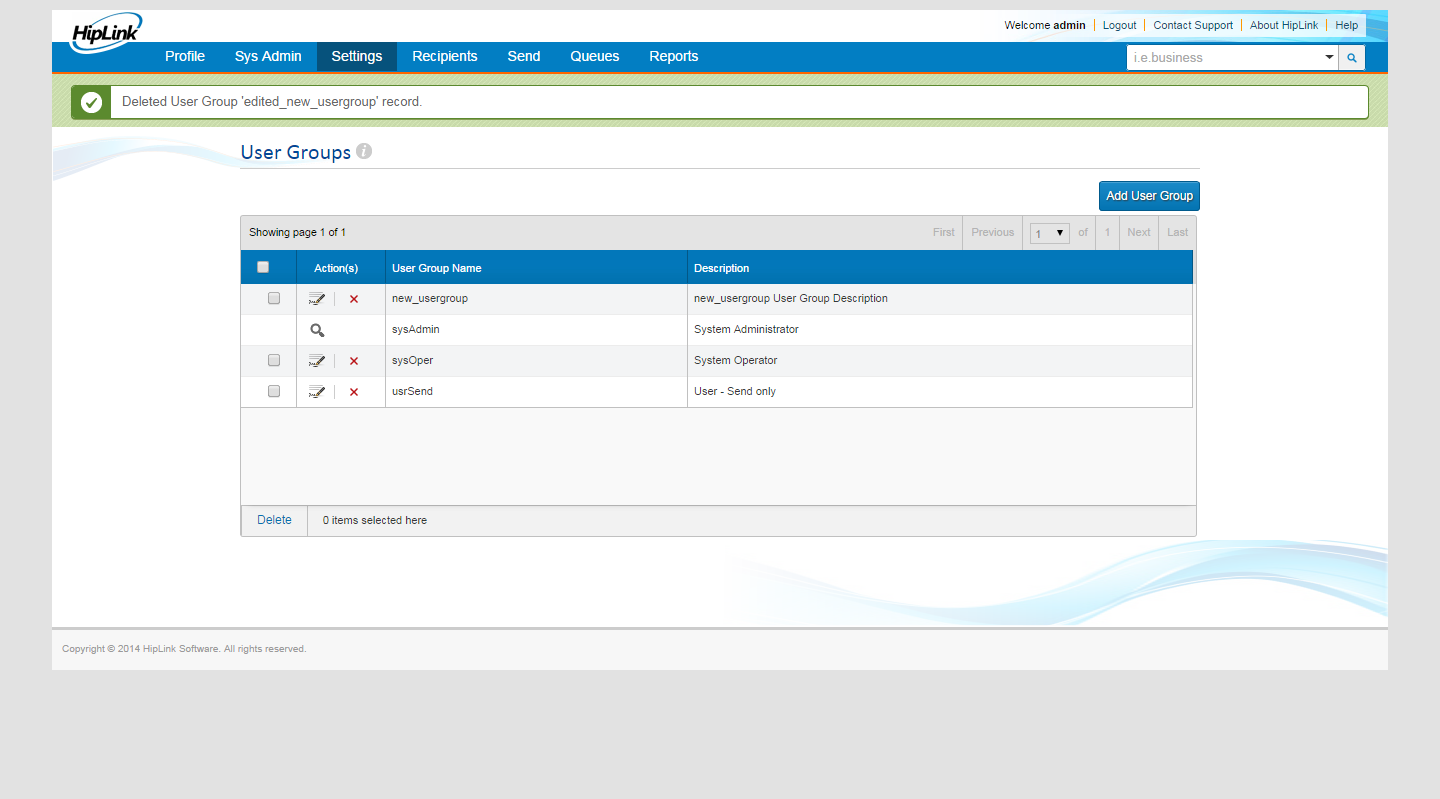 HipLink
Welcome admin Logout Contact Support About HipLink Help
Profile Sys Admin Settings Recipients Send Queues Reports i.e.business
Deleted User Group 'edited_new_usergroup' record.
User Groups i
Add User Group
Showing page 1 of 1 First Previous 1 of 1 Next Last
Action(s) User Group Name Description
new_usergroup new_usergroup User Group Description
sysAdmin System Administrator
sysOper System Operator
usrSend User - Send only
Delete 0 items selected here
Copyright © 2014 HipLink Software. All rights reserved.